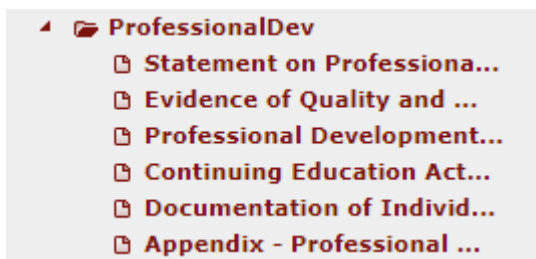 ProfessionalDev
Statement on Professiona...
Evidence of Quality and ...
Professional Development...
Continuing Education Act...
Documentation of Individ...
Appendix - Professional ...